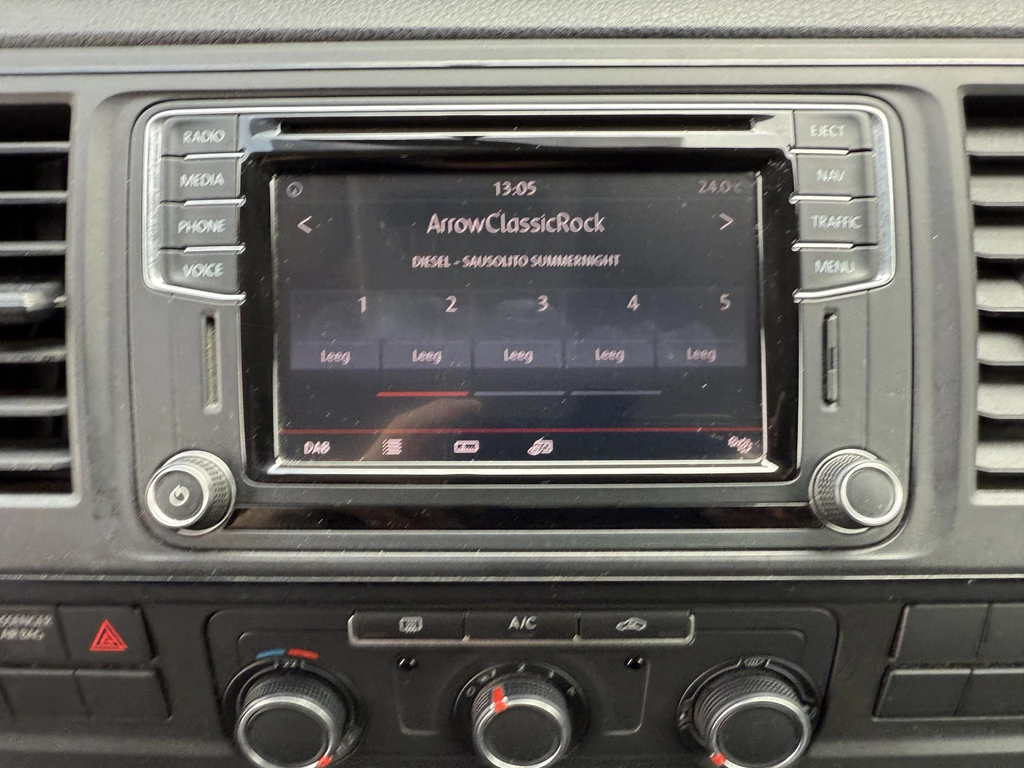 RADIO
MEDIA
PHONE
VOICE
EJECT
NAV
TRAFFIC
MENU
13:05
24.0°C
<
ArrowClassicRock
>
DIESEL - SAUSOLITO SUMMERNIGHT
1 2 3 4 5
Leeg Leeg Leeg Leeg Leeg
DAB
AIRBAG
A/C